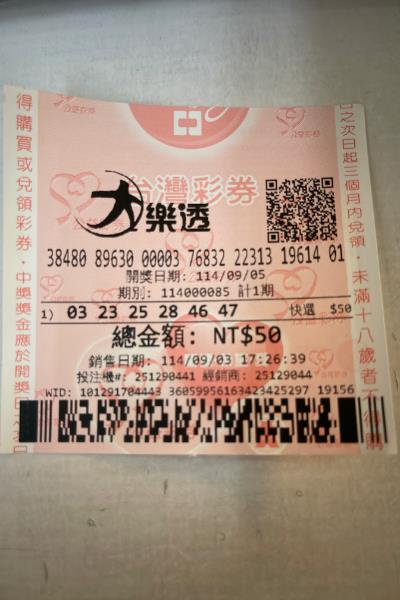 台灣彩券
大樂透
38480 89630 00003 76832 22313 19614 01
開獎日期: 114/09/05
期別: 114000085 計1期
1) 03 23 25 28 46 47 快選 $50
總金額: NT$50
銷售日期: 114/09/03 17:26:39
投注機#: 251290441 經銷商: 25129044
WID: 101291704443 36059956163423425297 19156
得購買或兌領彩券·中獎獎金應於開獎
之次日起三個月內兌領·未滿十八歲者不得購